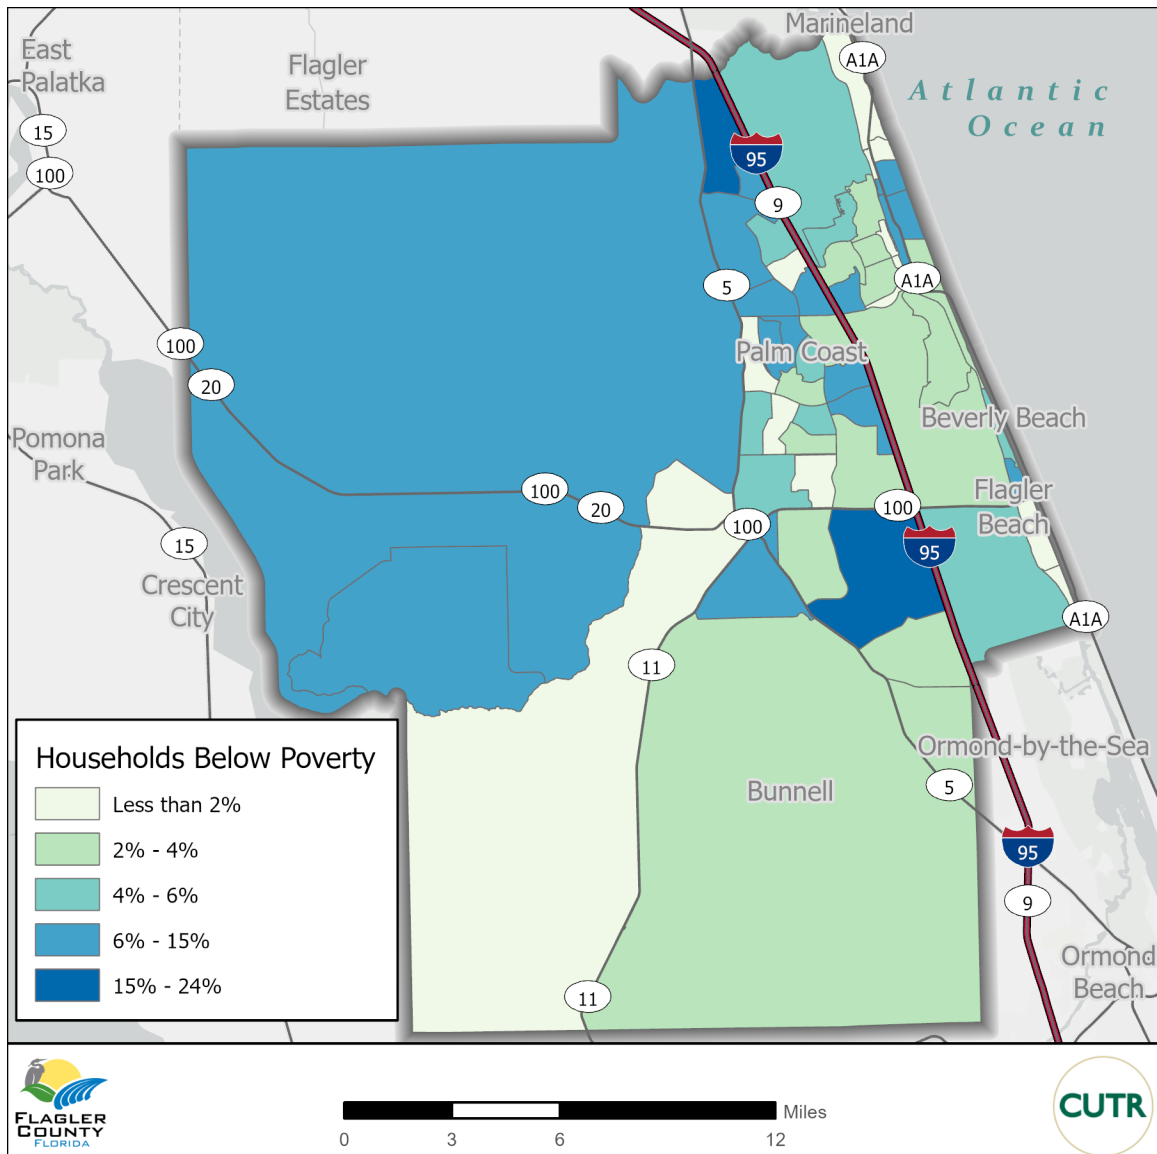 Marineland
East
Palatka
Flagler
Estates
A1A
Atlantic
Ocean
15
100
95
9
5
A1A
100
20
Palm Coast
Beverly Beach
Pomona
Park
100
20
Flagler
Beach
100
100
15
95
Crescent
City
A1A
11
Households Below Poverty
Less than 2%
2% - 4%
4% - 6%
6% - 15%
15% - 24%
Ormond-by-the-Sea
Bunnell
5
95
9
Ormond
Beach
11
FLAGLER
COUNTY
FLORIDA
Miles
0 3 6 12
CUTR